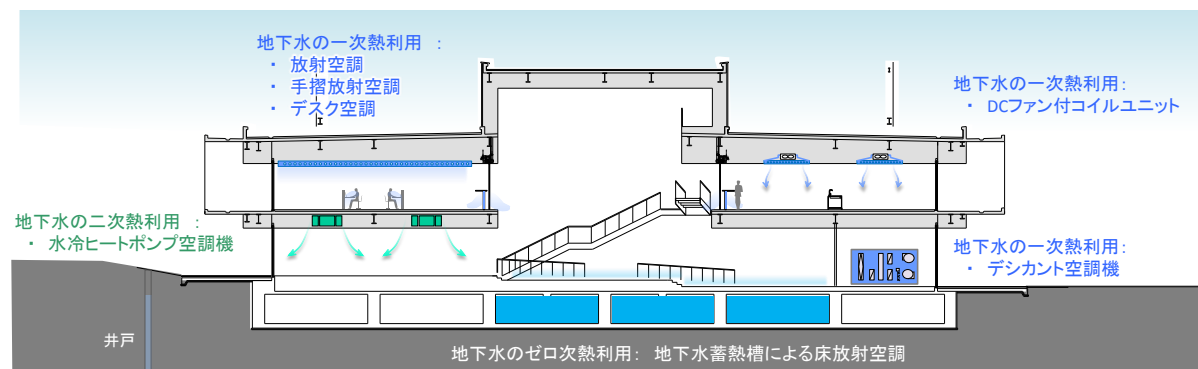 地下水の一次熱利用 :
・ 放射空調
・ 手摺放射空調
・ デスク空調
地下水の一次熱利用:
・ DCファン付コイルユニット
地下水の二次熱利用 :
・ 水冷ヒートポンプ空調機
地下水の一次熱利用:
・ デシカント空調機
井戸
地下水のゼロ次熱利用: 地下水蓄熱槽による床放射空調